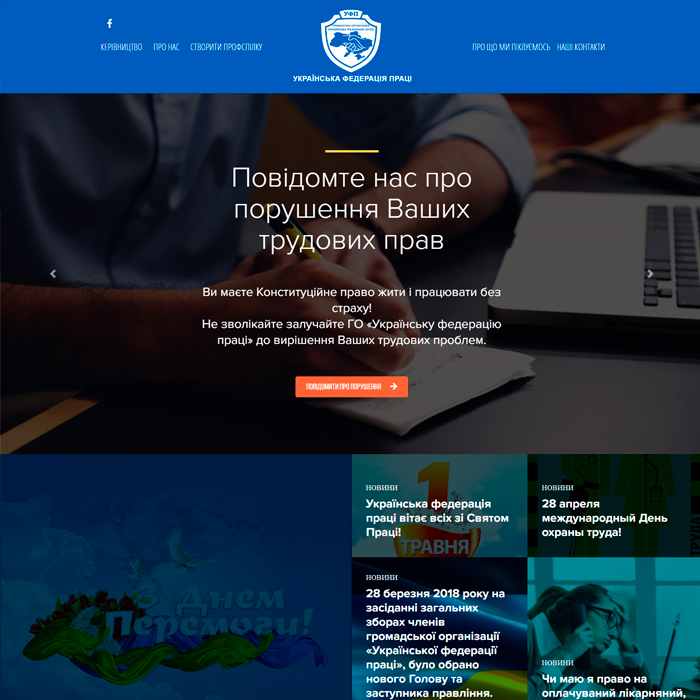 КЕРІВНИЦТВО
ПРО НАС
СТВОРИТИ ПРОФСПІЛКУ
УФП
УКРАЇНСЬКА ФЕДЕРАЦІЯ ПРАЦІ
ПРО ЩО МИ ПІКЛУЄМОСЬ
НАШІ КОНТАКТИ
Повідомте нас про
порушення Ваших
трудових прав
Ви маєте Конституційне право жити і працювати без
страху!
Не зволікайте залучайте ГО «Українську федерацію
праці» до вирішення Ваших трудових проблем.
ПОВІДОМИТИ ПРО ПОРУШЕННЯ
З Днем
Перемоги!
НОВИНИ
Українська федерація
праці вітає всіх зі Святом
Праці!
1
ТРАВНЯ
НОВИНИ
28 апреля
международный День
охраны труда!
НОВИНИ
28 березня 2018 року на
засіданні загальних
зборах членів
громадської організації
«Української федерації
праці», було обрано
нового Голову та
заступника правління.
НОВИНИ
Чи маю я право на
оплачуваний лікарняний,